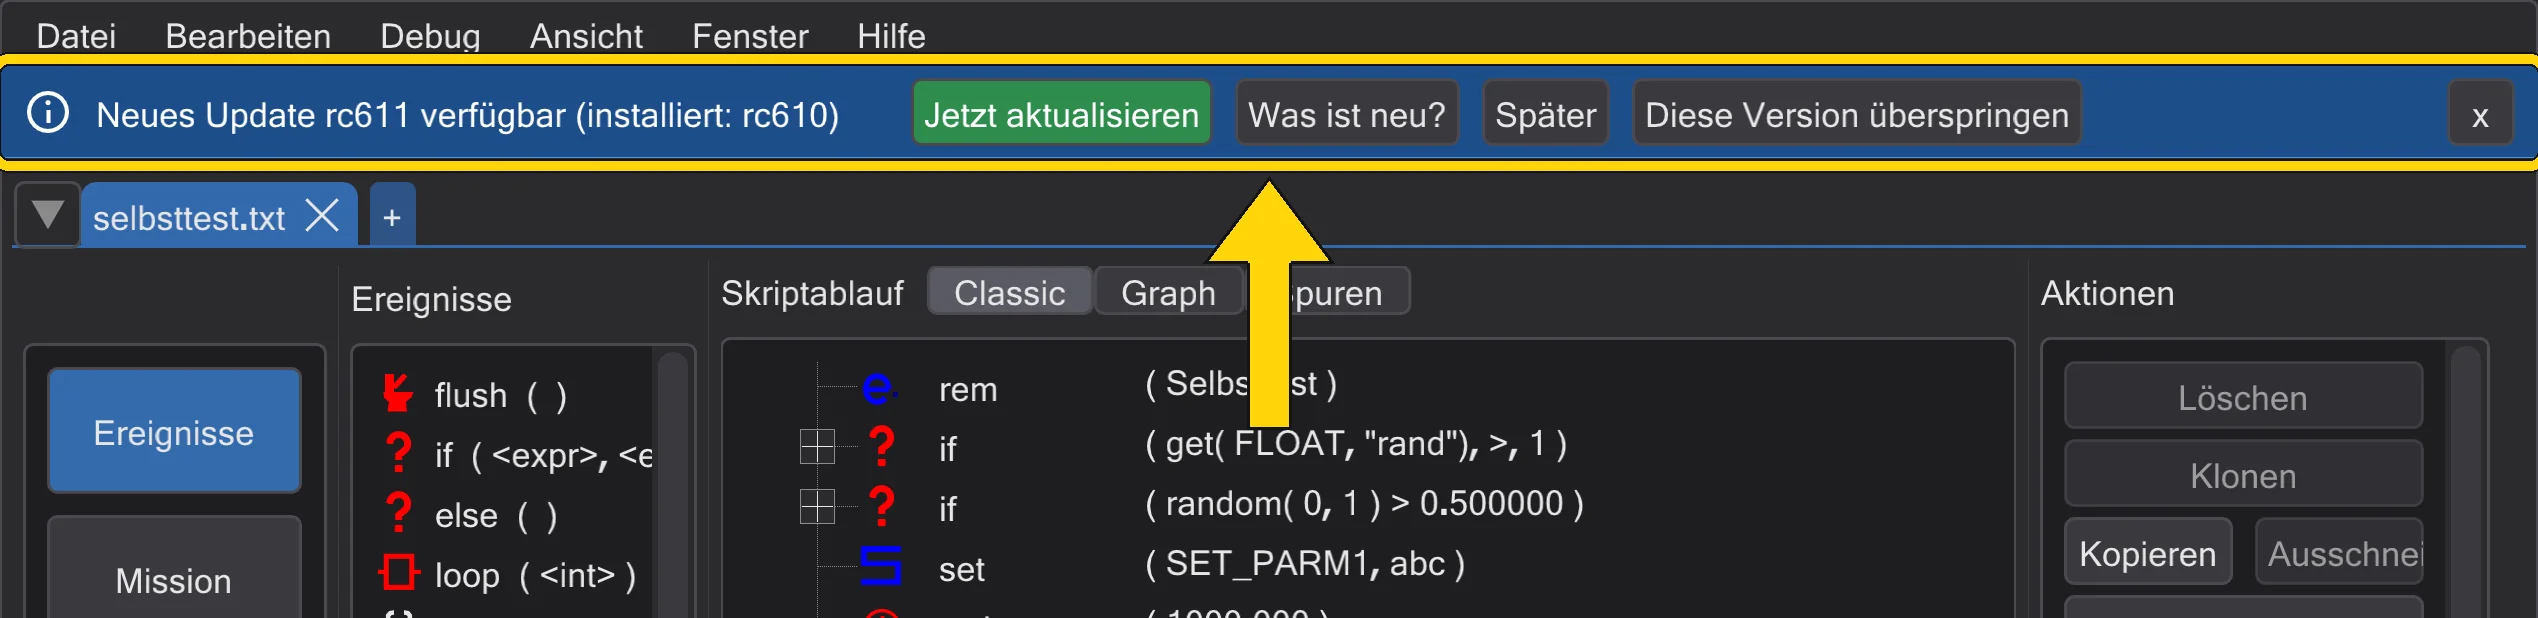 Datei Bearbeiten Debug Ansicht Fenster Hilfe
Neues Update rc611 verfügbar (installiert: rc610) Jetzt aktualisieren Was ist neu? Später Diese Version überspringen x
selbsttest.txt +
Ereignisse Skriptablauf Classic Graph Aktionen
Ereignisse
Mission
flush ( )
if ( <expr>, <e
else ( )
loop ( <int> )
rem
if ( get( FLOAT, "rand"), >, 1 )
if ( random( 0, 1 ) > 0.500000 )
set ( SET_PARM1, abc )
Löschen
Klonen
Kopieren Ausschnei